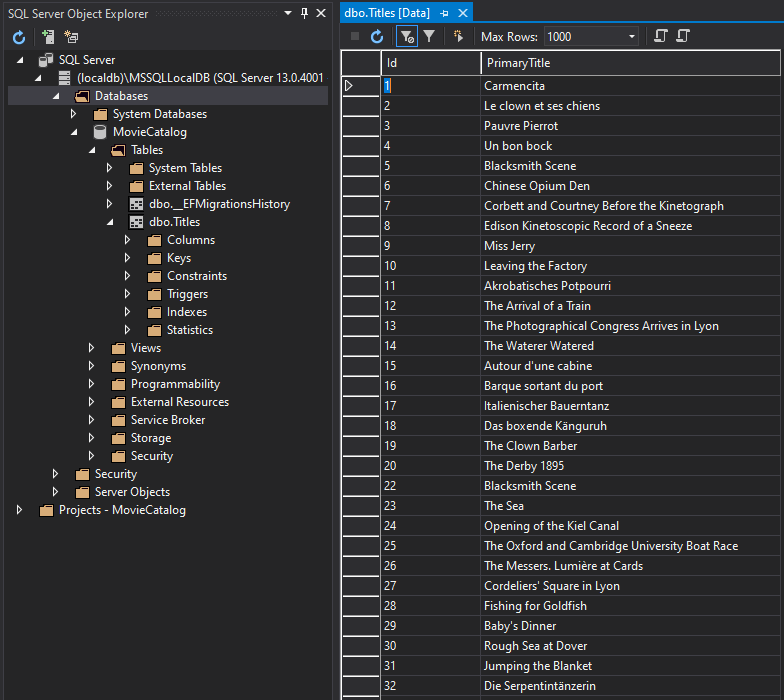 SQL Server Object Explorer
SQL Server
(localdb)\MSSQLLocalDB (SQL Server 13.0.4001
Databases
System Databases
MovieCatalog
Tables
System Tables
External Tables
dbo.__EFMigrationsHistory
dbo.Titles
Columns
Keys
Constraints
Triggers
Indexes
Statistics
Views
Synonyms
Programmability
External Resources
Service Broker
Storage
Security
Security
Server Objects
Projects - MovieCatalog
dbo.Titles [Data]
Max Rows: 1000
Id PrimaryTitle
1 Carmencita
2 Le clown et ses chiens
3 Pauvre Pierrot
4 Un bon bock
5 Blacksmith Scene
6 Chinese Opium Den
7 Corbett and Courtney Before the Kinetograph
8 Edison Kinetoscopic Record of a Sneeze
9 Miss Jerry
10 Leaving the Factory
11 Akrobatisches Potpourri
12 The Arrival of a Train
13 The Photographical Congress Arrives in Lyon
14 The Waterer Watered
15 Autour d'une cabine
16 Barque sortant du port
17 Italienischer Bauerntanz
18 Das boxende Känguruh
19 The Clown Barber
20 The Derby 1895
22 Blacksmith Scene
23 The Sea
24 Opening of the Kiel Canal
25 The Oxford and Cambridge University Boat Race
26 The Messers. Lumière at Cards
27 Cordeliers' Square in Lyon
28 Fishing for Goldfish
29 Baby's Dinner
30 Rough Sea at Dover
31 Jumping the Blanket
32 Die Serpentintänzerin